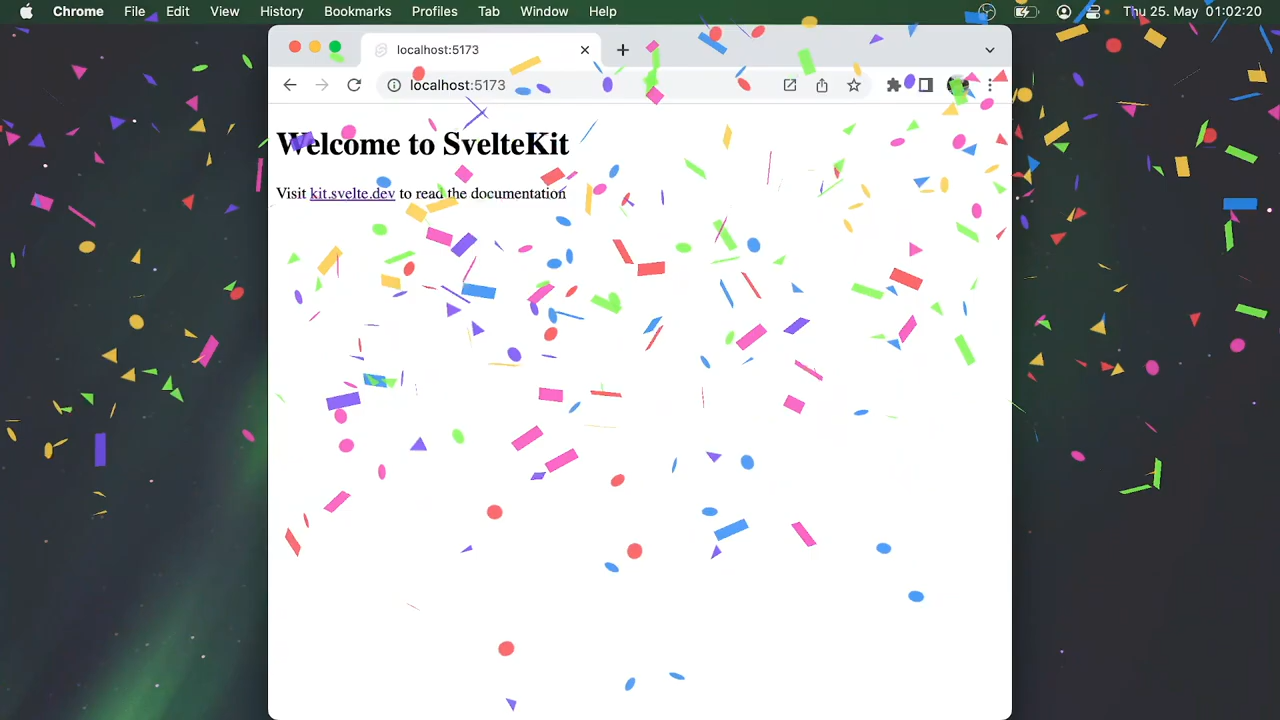 Chrome File Edit View History Bookmarks Profiles Tab Window Help Thu 25. May 01:02:20
localhost:5173
localhost:5173
Welcome to SvelteKit
Visit kit.svelte.dev to read the documentation